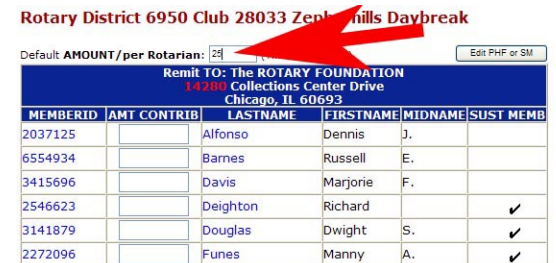 Rotary District 6950 Club 28033 Zephyrhills Daybreak
Default AMOUNT/per Rotarian: 25 Edit PHF or SM
Remit TO: The ROTARY FOUNDATION
14280 Collections Center Drive
Chicago, IL 60693
MEMBERID AMT CONTRIB LASTNAME FIRSTNAME MIDNAME SUST MEMB
2037125 Alfonso Dennis J.
6554934 Barnes Russell E.
3415696 Davis Marjorie F.
2546623 Deighton Richard ✔
3141879 Douglas Dwight S. ✔
2272096 Funes Manny A. ✔